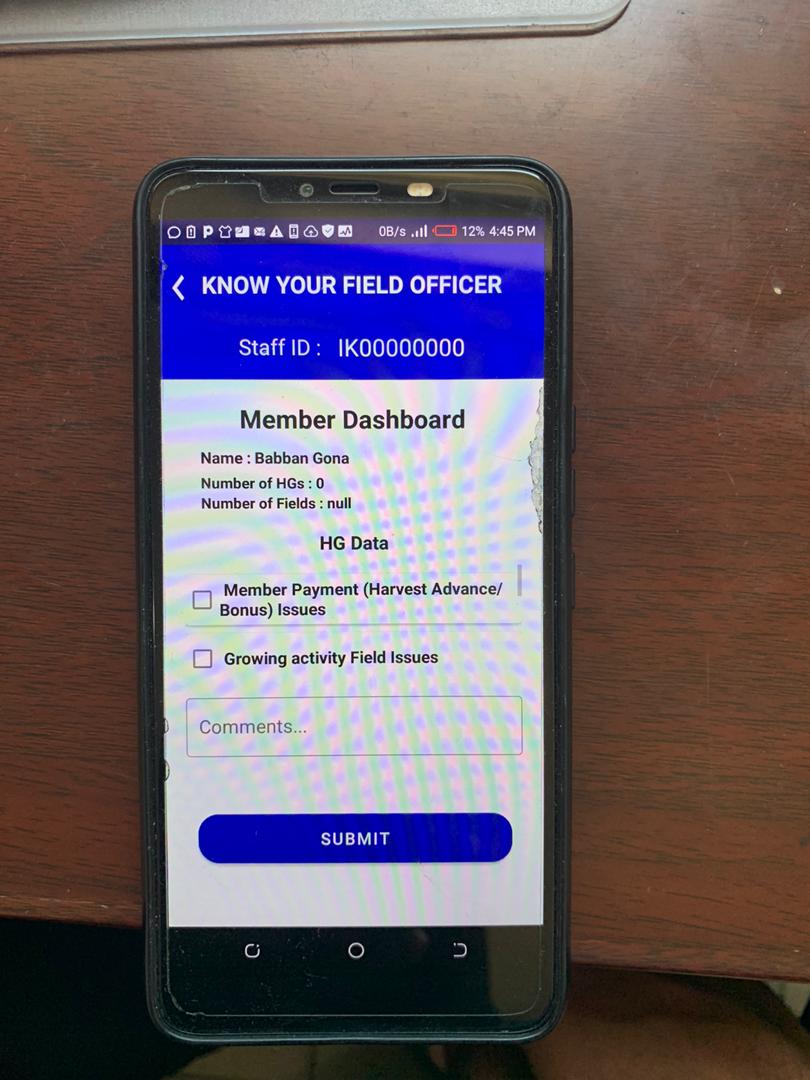 0B/s 12% 4:45 PM
KNOW YOUR FIELD OFFICER
Staff ID : IK00000000
Member Dashboard
Name : Babban Gona
Number of HGs : 0
Number of Fields : null
HG Data
Member Payment (Harvest Advance/
Bonus) Issues
Growing activity Field Issues
Comments...
SUBMIT